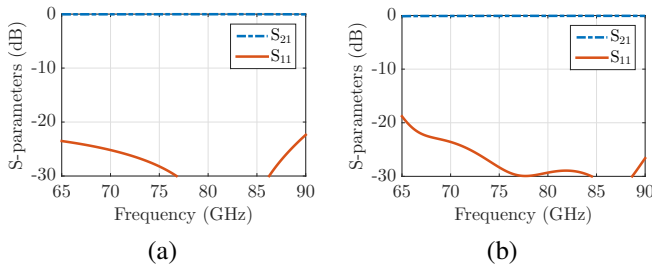 0
-10
-20
-30
S-parameters (dB)
S21
S11
65 70 75 80 85 90
Frequency (GHz)
(a)
0
-10
-20
-30
S-parameters (dB)
S21
S11
65 70 75 80 85 90
Frequency (GHz)
(b)